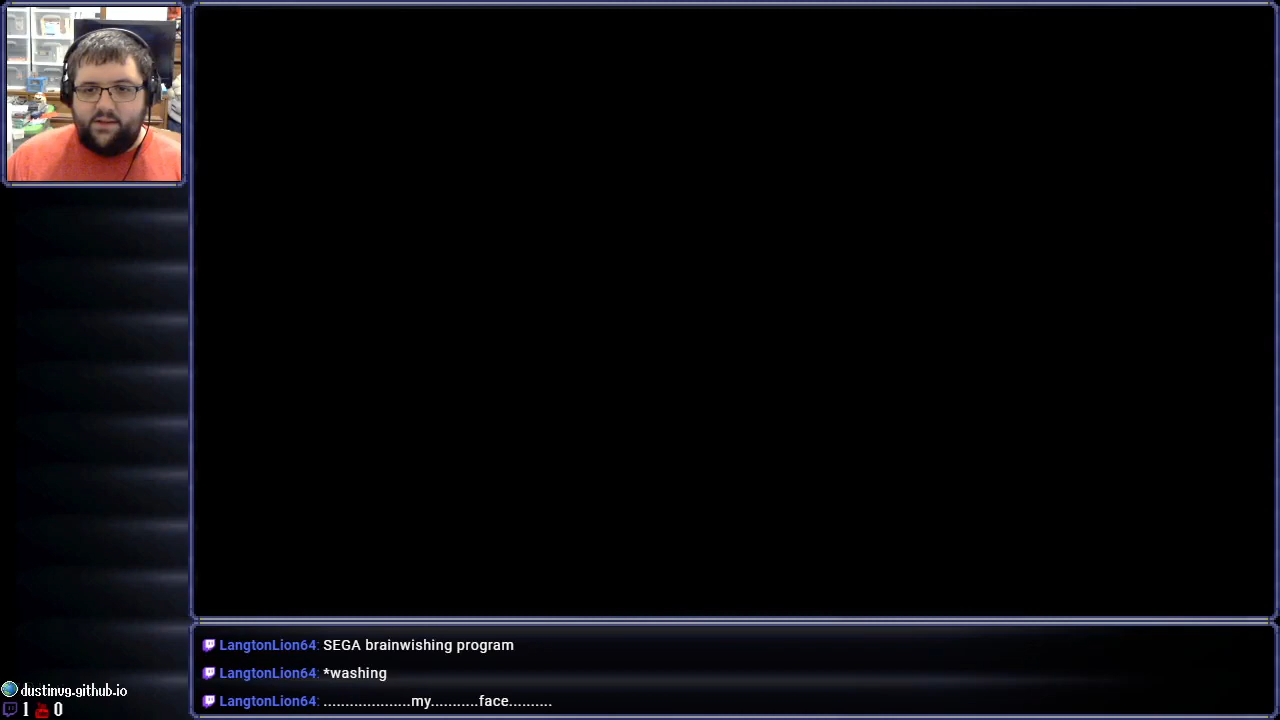 LangtonLion64: SEGA brainwishing program
LangtonLion64: *washing
LangtonLion64: ....................my...........face..........
dustinvg.github.io
1 0